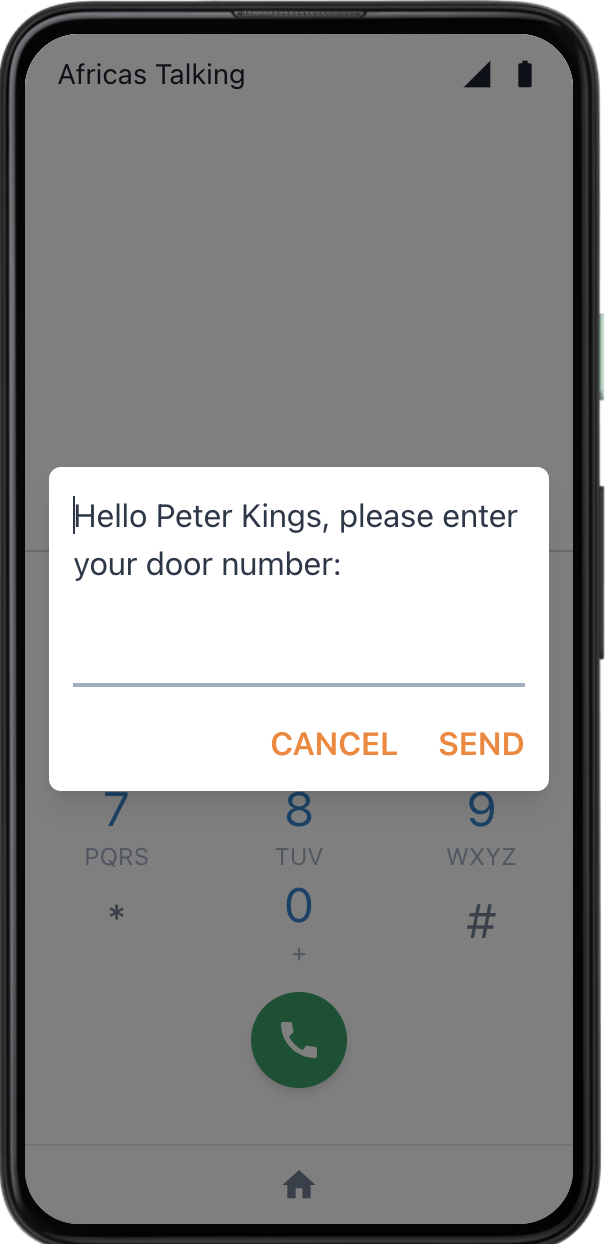 Africas Talking
Hello Peter Kings, please enter
your door number:
CANCEL SEND
7 8 9
PQRS TUV WXYZ
* 0 #
+